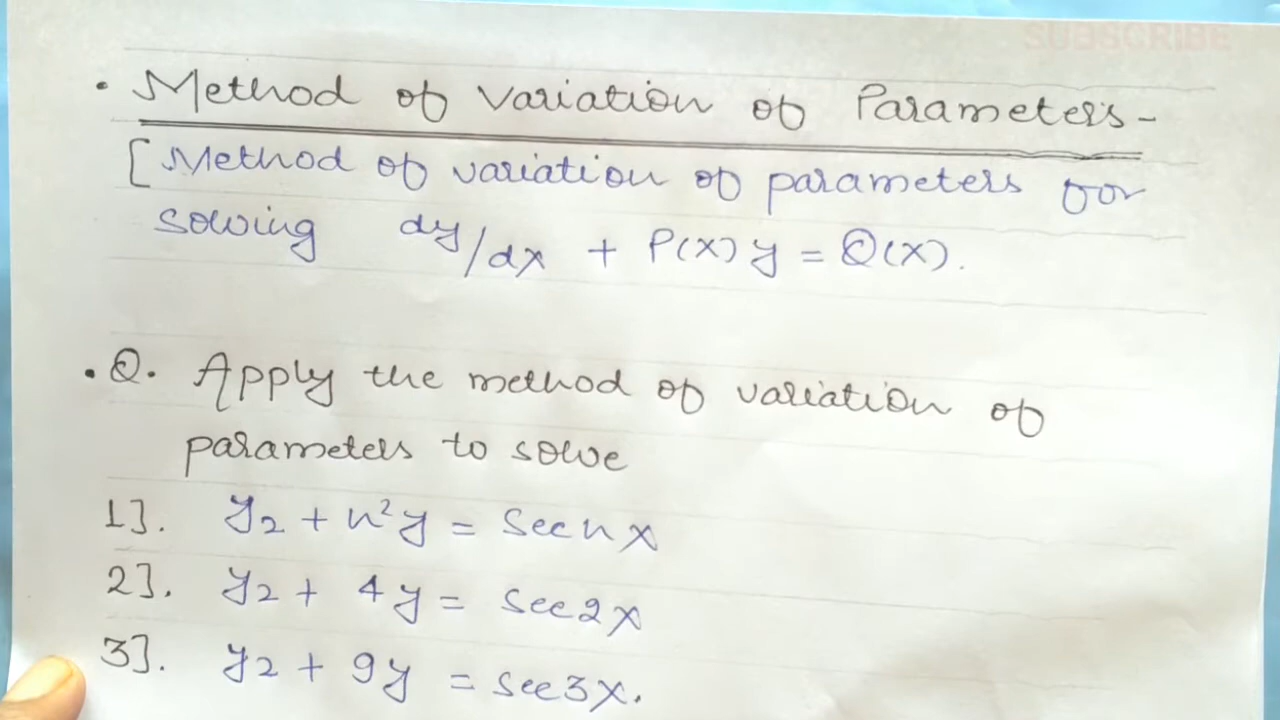 SUBSCRIBE
• Method of variation of Parameters-
[Method of variation of parameters for
solving dy/dx + P(x) y = Q(x).
• Q. Apply the method of variation of
parameters to solve
1]. y₂ + n²y = sec nx
2]. y₂ + 4y = sec2x
3]. y₂ + 9y = sec3x.